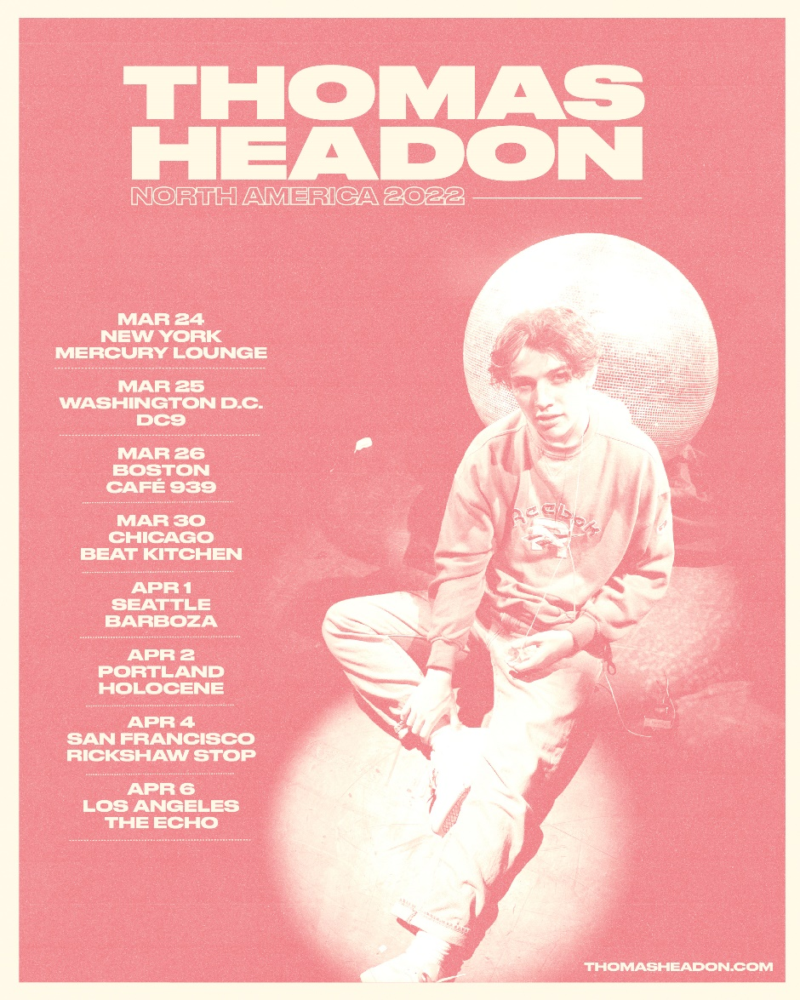 THOMAS
HEADON
NORTH AMERICA 2022
MAR 24
NEW YORK
MERCURY LOUNGE
MAR 25
WASHINGTON D.C.
DC9
MAR 26
BOSTON
CAFÉ 939
MAR 30
CHICAGO
BEAT KITCHEN
APR 1
SEATTLE
BARBOZA
APR 2
PORTLAND
HOLOCENE
APR 4
SAN FRANCISCO
RICKSHAW STOP
APR 6
LOS ANGELES
THE ECHO
Reebok
THOMASHEADON.COM